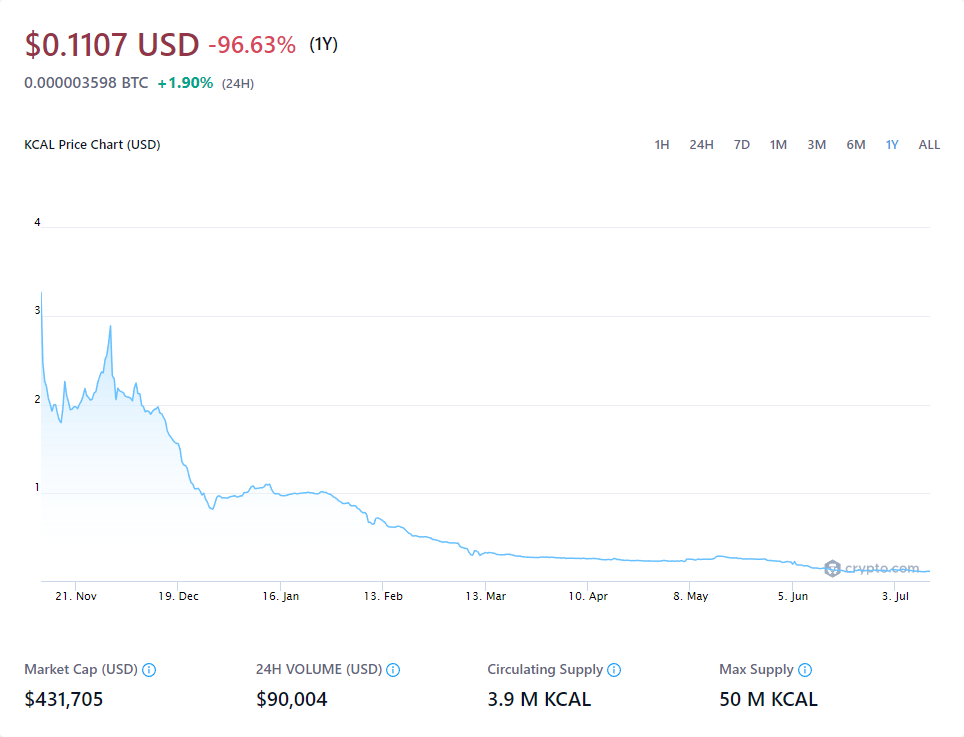 $0.1107 USD -96.63% (1Y)
0.000003598 BTC +1.90% (24H)
KCAL Price Chart (USD) 1H 24H 7D 1M 3M 6M 1Y ALL
4
3
2
1
crypto.com
21. Nov 19. Dec 16. Jan 13. Feb 13. Mar 10. Apr 8. May 5. Jun 3. Jul
Market Cap (USD) 24H VOLUME (USD) Circulating Supply Max Supply
$431,705 $90,004 3.9 M KCAL 50 M KCAL